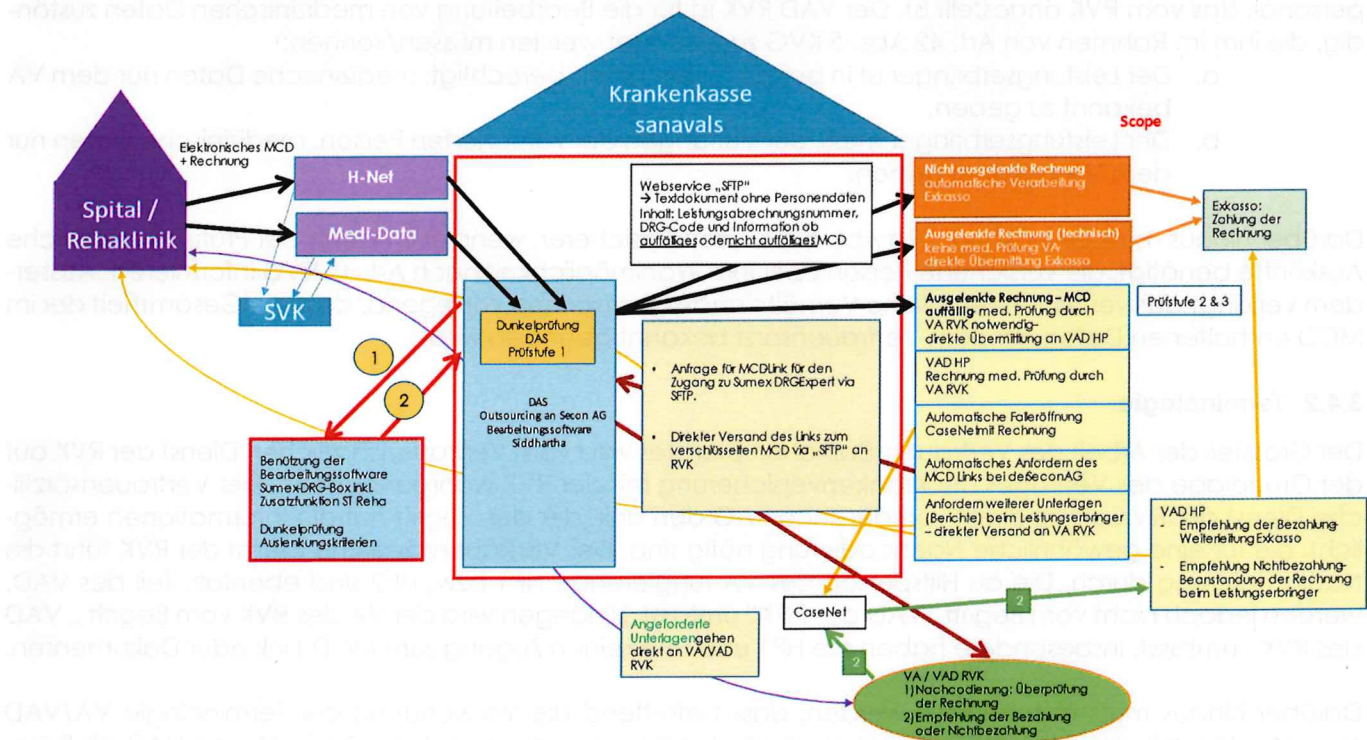 Krankenkasse
sanavals
Scope
Elektronisches MCD
+ Rechnung
Spital /
Rehaklinik
H-Net
Medi-Data
SVK
Webservice „SFTP"
→ Textdokument ohne Personendaten
Inhalt: Leistungsabrechnungsnummer,
DRG-Code und Information ob
auffälliges oder nicht auffälliges MCD
Nicht ausgelenkte Rechnung
automatische Verarbeitung
Exkasso
Ausgelenkte Rechnung (technisch)
keine med. Prüfung VA-
direkte Übermittlung Exkasso
Exkasso:
Zahlung der
Rechnung
Ausgelenkte Rechnung – MCD
auffällig- med. Prüfung durch
VA RVK notwendig-
direkte Übermittlung an VAD HP
Prüfstufe 2 & 3
VAD HP
Rechnung med. Prüfung durch
VA RVK
Automatische Falleröffnung
CaseNet mit Rechnung
Automatisches Anfordern des
MCD Links bei de Secon AG
Anfordern weiterer Unterlagen
(Berichte) beim Leistungserbringer
– direkter Versand an VA RVK
Dunkelprüfung
DAS
Prüfstufe 1
DAS
Outsourcing an Secon AG
Bearbeitungssoftware
Siddhartha
• Anfrage für MCD Link für den
Zugang zu Sumex DRGExpert via
SFTP.
• Direkter Versand des Links zum
verschlüsselten MCD via „SFTP" an
RVK
1
2
Benützung der
Bearbeitungssoftware
SumexDRG-Box inkl.
Zusatzfunktion ST Reha
Dunkelprüfung
Auslenkungskriterien
VAD HP
- Empfehlung der Bezahlung-
Weiterleitung Exkasso
- Empfehlung Nichtbezahlung-
Beanstandung der Rechnung
beim Leistungserbringer
CaseNet
2
2
Angeforderte
Unterlagen gehen
direkt an VA/VAD
RVK
VA / VAD RVK
1) Nachcodierung: Überprüfung
der Rechnung
2) Empfehlung der Bezahlung
oder Nichtbezahlung